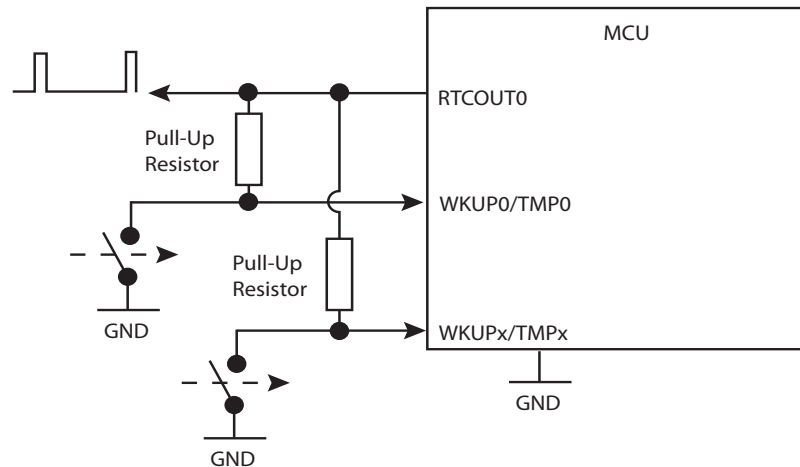 MCU
RTCOUT0
Pull-Up
Resistor
WKUP0/TMP0
Pull-Up
Resistor
GND
WKUPx/TMPx
GND
GND